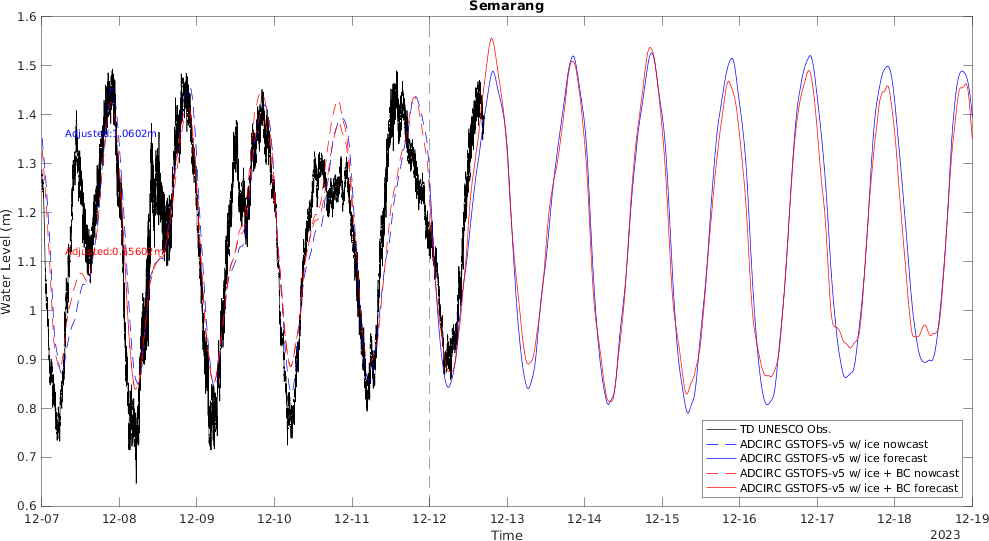 Semarang
1.6
1.5
1.4
1.3
1.2
1.1
1
0.9
0.8
0.7
0.6
Water Level (m)
Adjusted:1.0602m
TD UNESCO Obs.
ADCIRC GSTOFS-v5 w/ ice nowcast
ADCIRC GSTOFS-v5 w/ ice forecast
ADCIRC GSTOFS-v5 w/ ice + BC nowcast
ADCIRC GSTOFS-v5 w/ ice + BC forecast
12-07 12-08 12-09 12-10 12-11 12-12 12-13 12-14 12-15 12-16 12-17 12-18 12-19
Time
2023